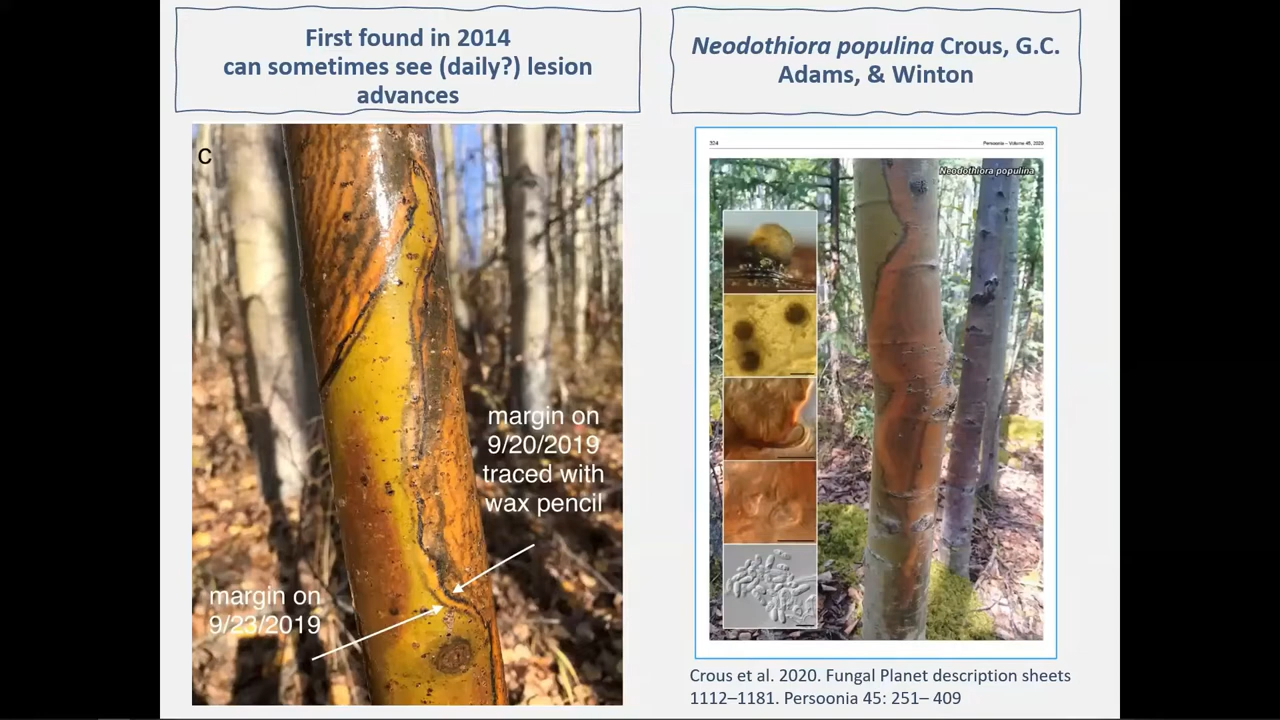 First found in 2014
can sometimes see (daily?) lesion
advances
Neodothiora populina Crous, G.C.
Adams, & Winton
C
margin on
9/20/2019
traced with
wax pencil
margin on
9/23/2019
324
Persoonia – Volume 45, 2020
Neodothiora populina
Crous et al. 2020. Fungal Planet description sheets
1112–1181. Persoonia 45: 251– 409